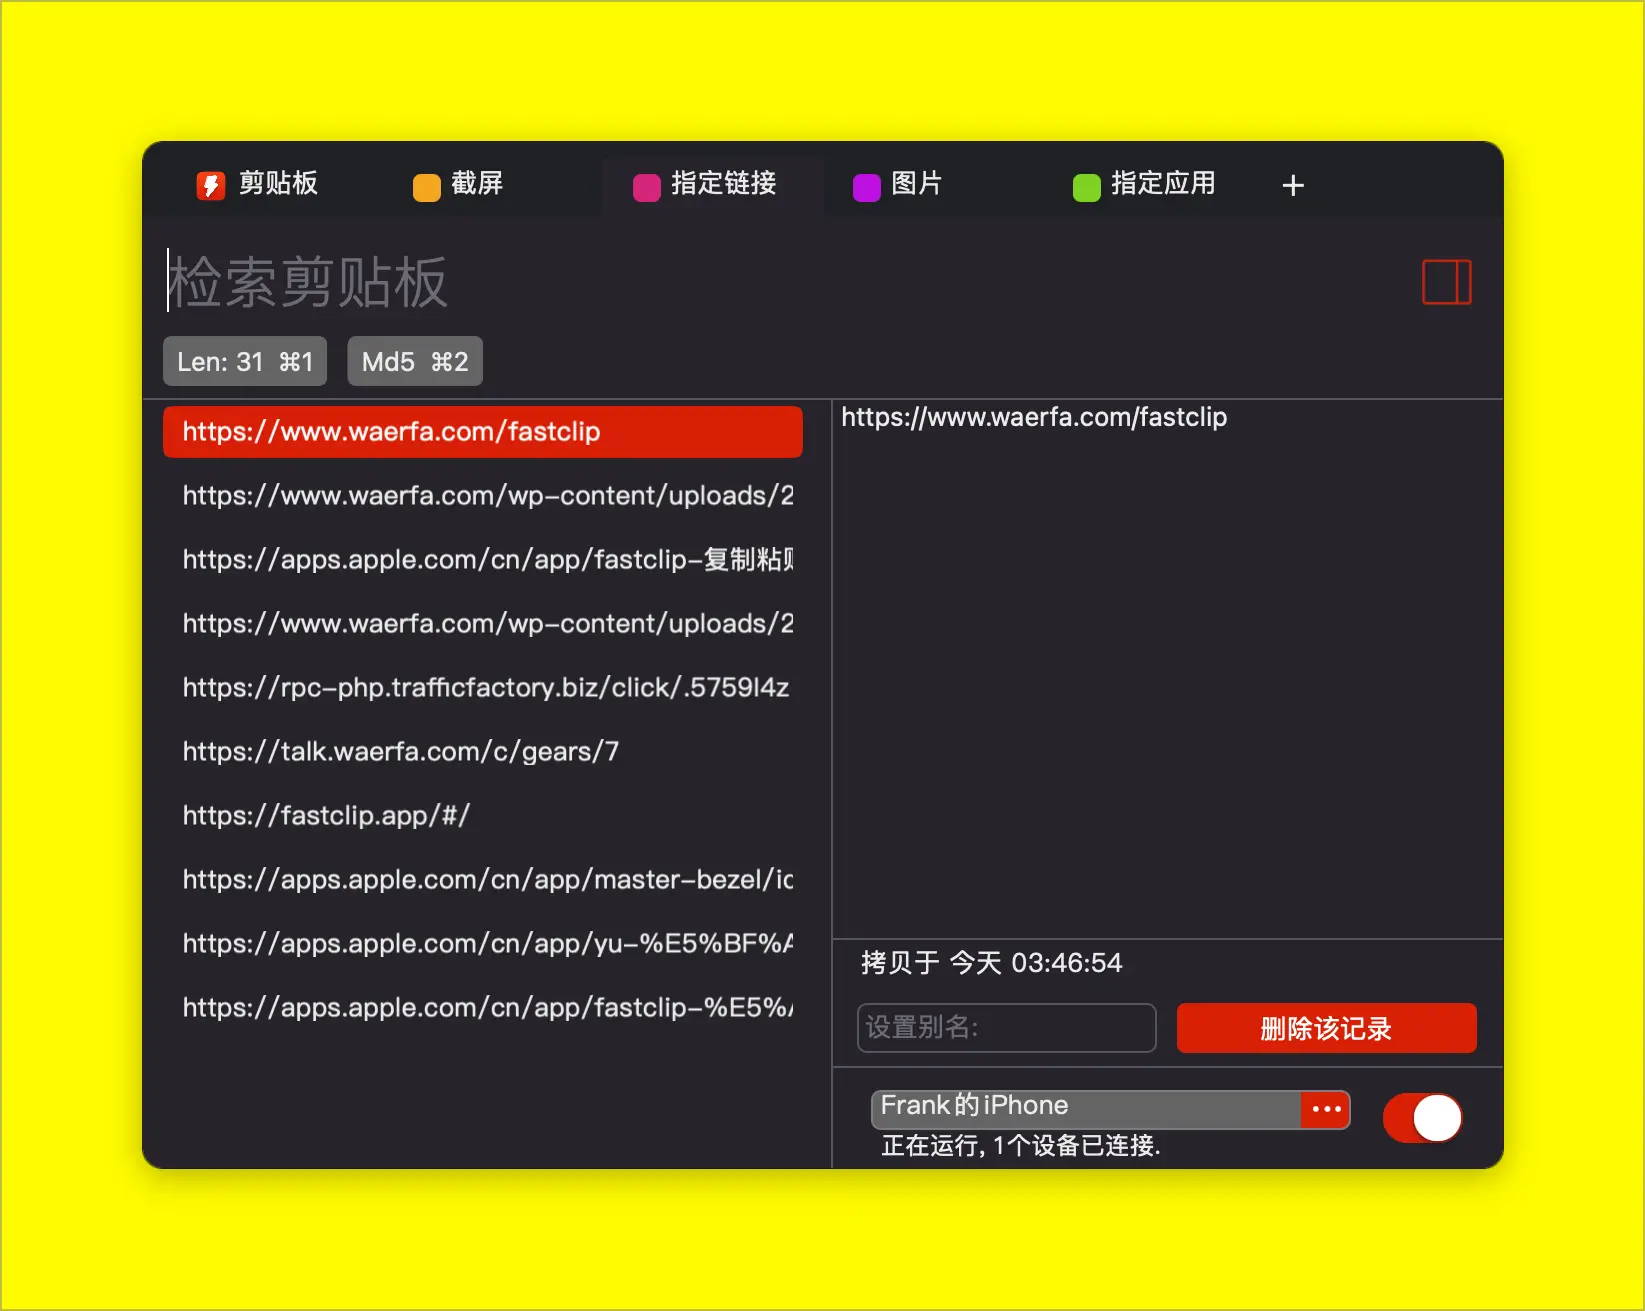 剪贴板 截屏 指定链接 图片 指定应用 +
检索剪贴板
Len: 31 ⌘1 Md5 ⌘2
https://www.waerfa.com/fastclip
https://www.waerfa.com/wp-content/uploads/2
https://apps.apple.com/cn/app/fastclip-复制粘贴
https://www.waerfa.com/wp-content/uploads/2
https://rpc-php.trafficfactory.biz/click/.5759l4z
https://talk.waerfa.com/c/gears/7
https://fastclip.app/#/
https://apps.apple.com/cn/app/master-bezel/ic
https://apps.apple.com/cn/app/yu-%E5%BF%A
https://apps.apple.com/cn/app/fastclip-%E5%A
https://www.waerfa.com/fastclip
拷贝于 今天 03:46:54
设置别名:
删除该记录
Frank的iPhone
正在运行, 1个设备已连接.